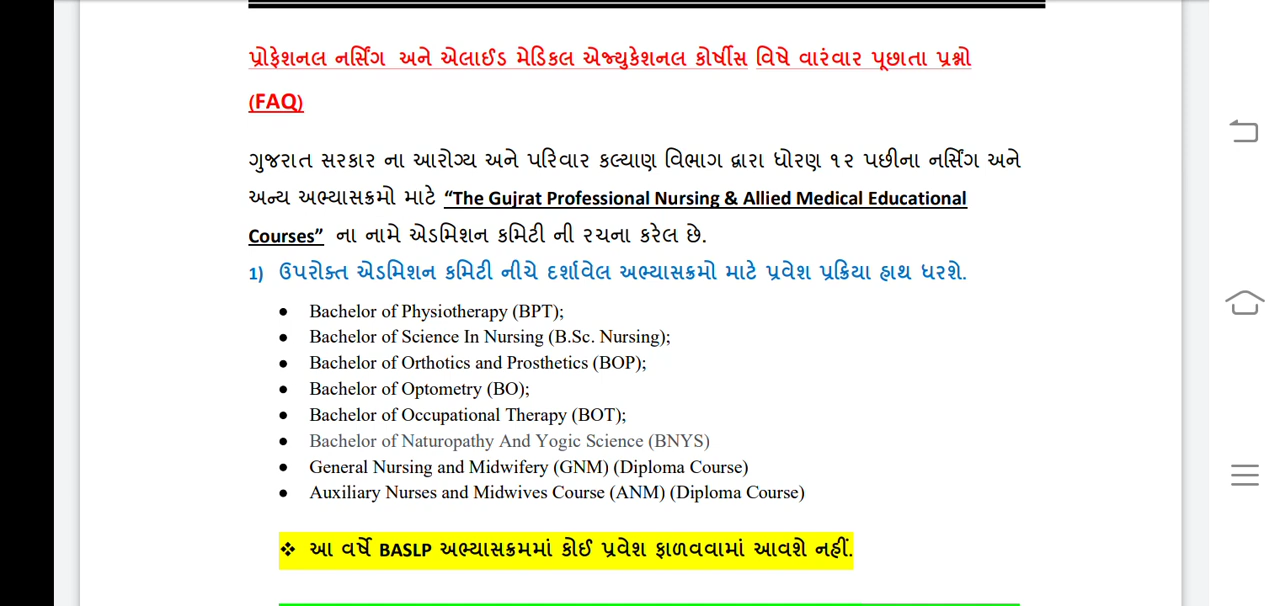 પ્રોફેશનલ નર્સિંગ અને એલાઈડ મેડિકલ એજ્યુકેશનલ કોર્ષીસ વિષે વારંવાર પૂછાતા પ્રશ્નો
(FAQ)
ગુજરાત સરકાર ના આરોગ્ય અને પરિવાર કલ્યાણ વિભાગ દ્વારા ધોરણ ૧૨ પછીના નર્સિંગ અને
અન્ય અભ્યાસક્રમો માટે “The Gujrat Professional Nursing & Allied Medical Educational
Courses” ના નામે એડમિશન કમિટી ની રચના કરેલ છે.
1) ઉપરોક્ત એડમિશન કમિટી નીચે દર્શાવેલ અભ્યાસક્રમો માટે પ્રવેશ પ્રક્રિયા હાથ ધરશે.
• Bachelor of Physiotherapy (BPT);
• Bachelor of Science In Nursing (B.Sc. Nursing);
• Bachelor of Orthotics and Prosthetics (BOP);
• Bachelor of Optometry (BO);
• Bachelor of Occupational Therapy (BOT);
• Bachelor of Naturopathy And Yogic Science (BNYS)
• General Nursing and Midwifery (GNM) (Diploma Course)
• Auxiliary Nurses and Midwives Course (ANM) (Diploma Course)
❖ આ વર્ષે BASLP અભ્યાસક્રમમાં કોઈ પ્રવેશ ફાળવવામાં આવશે નહીં.